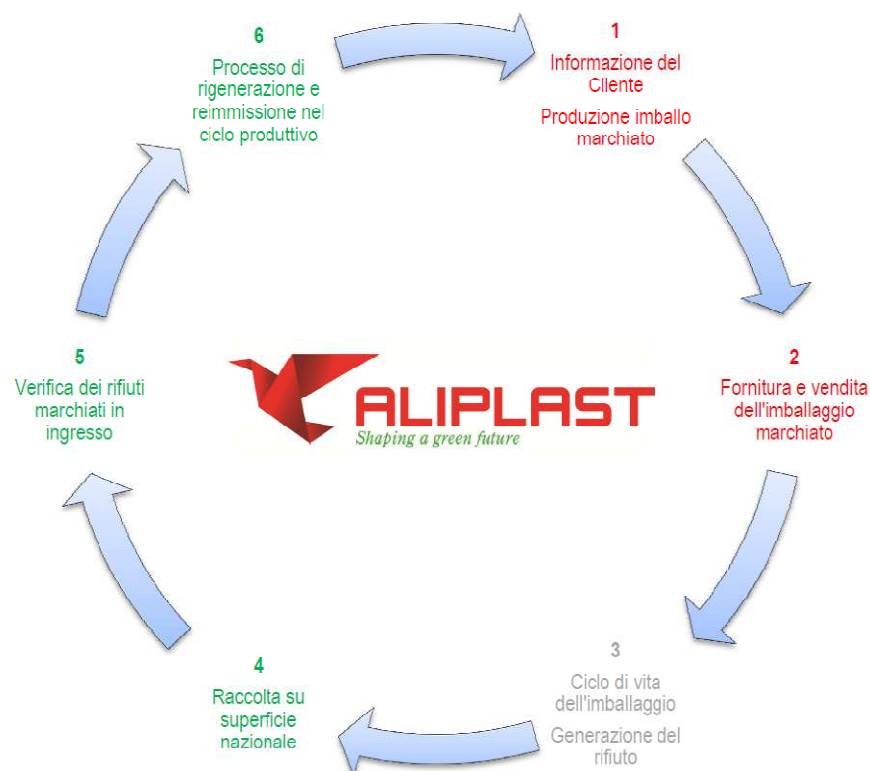 1
Informazione del
Cliente
Produzione imballo
marchiato
2
Fornitura e vendita
dell'imballaggio
marchiato
3
Ciclo di vita
dell'imballaggio
Generazione del
rifiuto
4
Raccolta su
superficie
nazionale
5
Verifica dei rifiuti
marchiati in
ingresso
6
Processo di
rigenerazione e
reimmissione nel
ciclo produttivo
ALIPLAST
Shaping a green future